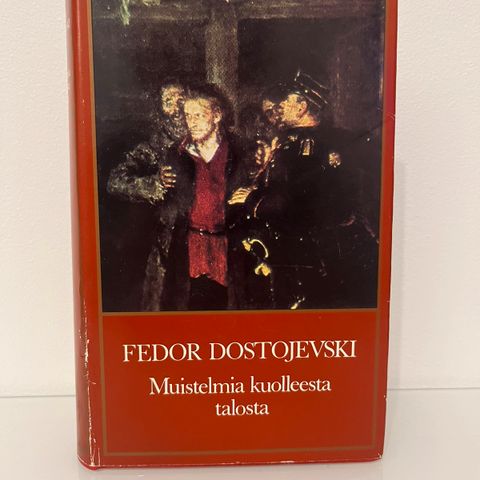 FEDOR DOSTOJEVSKI
Muistelmia kuolleesta
talosta